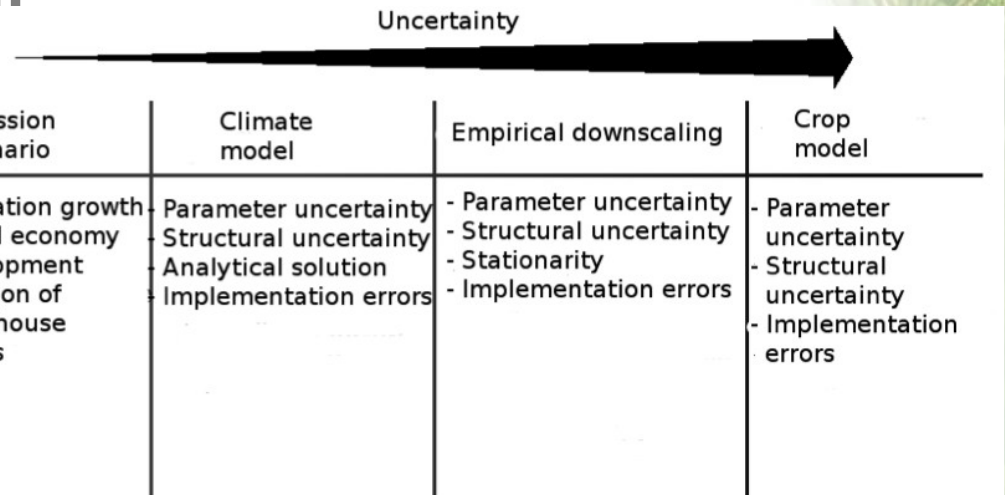 Uncertainty
ssion
ario
Climate
model
Empirical downscaling
Crop
model
ation growth
economy
opment
on of
house
s
- Parameter uncertainty
- Structural uncertainty
- Analytical solution
- Implementation errors
- Parameter uncertainty
- Structural uncertainty
- Stationarity
- Implementation errors
- Parameter
uncertainty
- Structural
uncertainty
- Implementation
errors